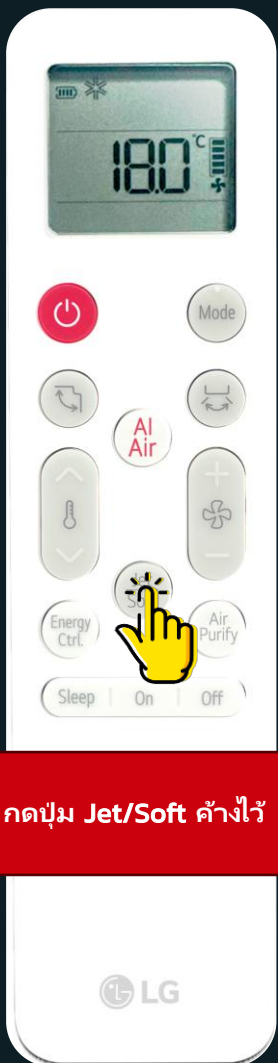 18.0 °C
Mode
AI
Air
Energy
Ctrl.
Air
Purify
Sleep
On
Off
กดปุ่ม Jet/Soft ค้างไว้
LG